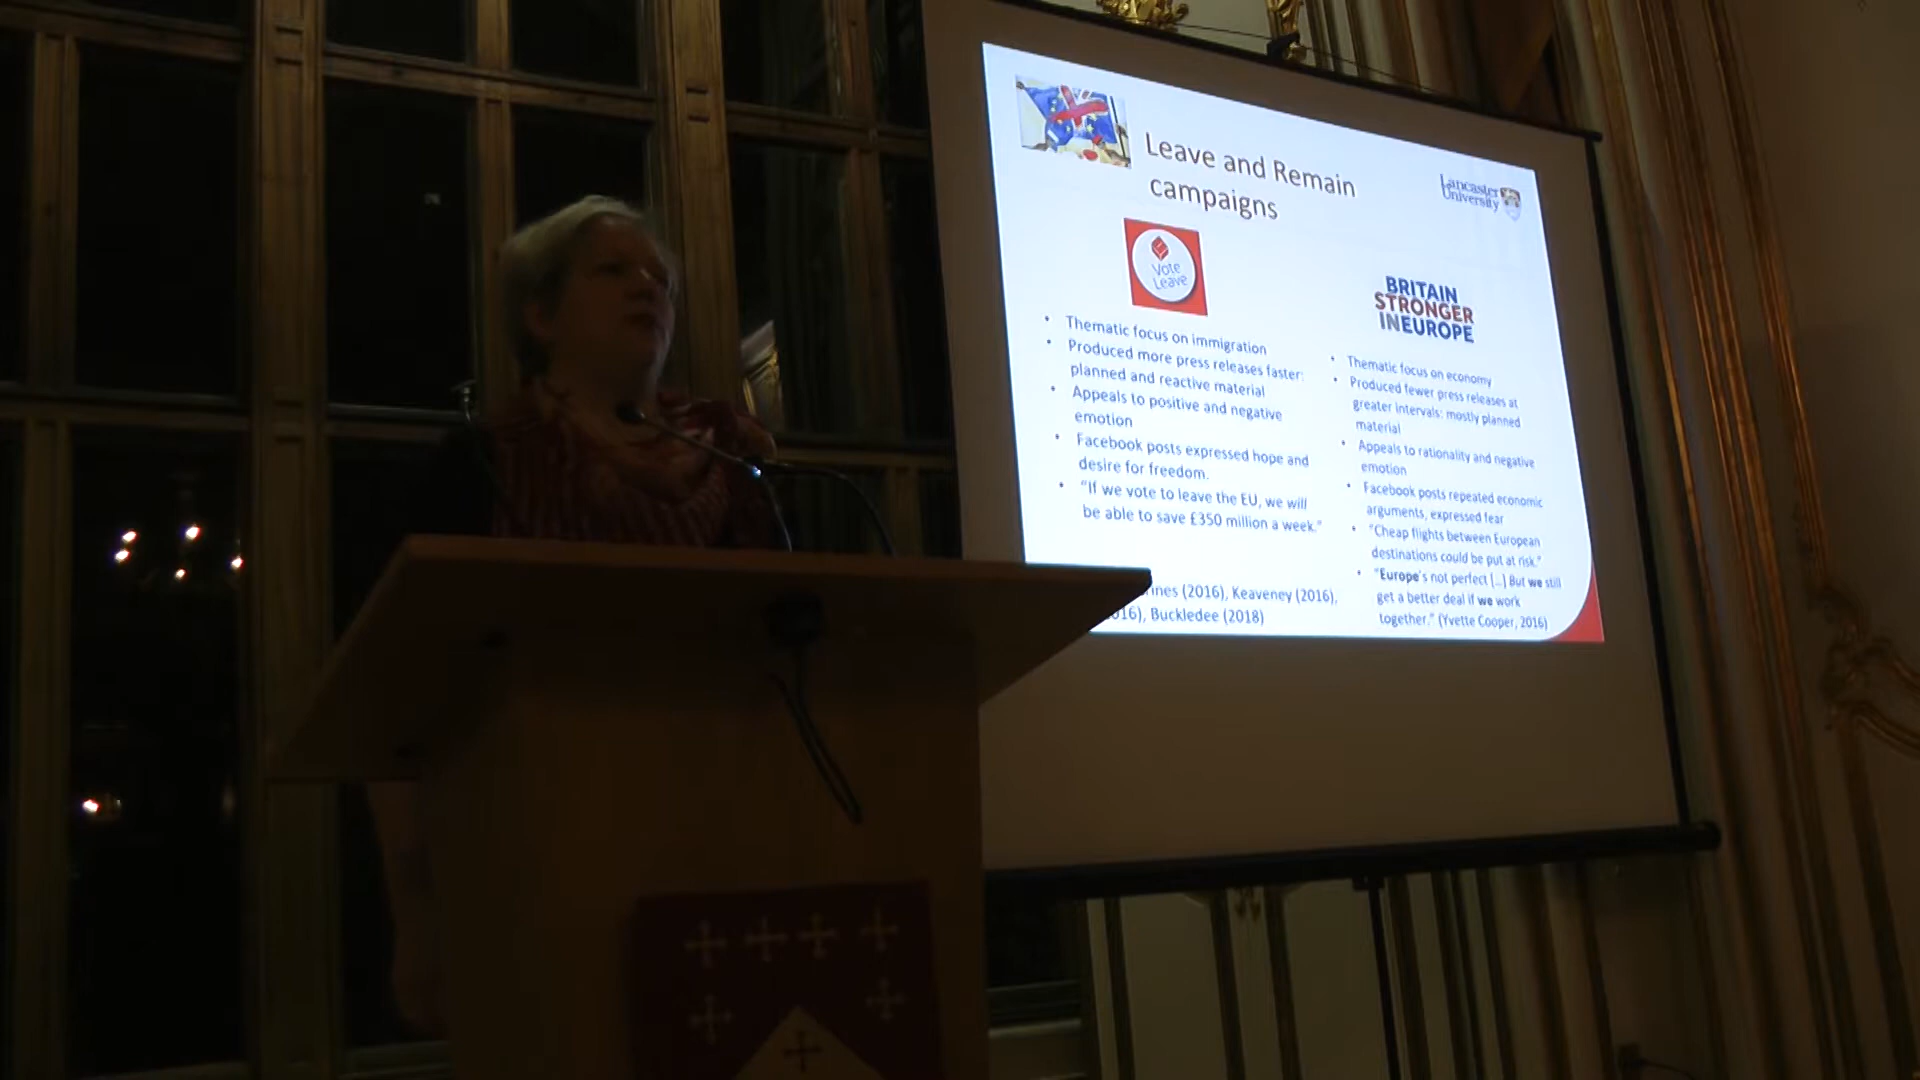 Leave and Remain
campaigns
Lancaster
University
Vote
Leave
• Thematic focus on immigration
• Produced more press releases faster:
planned and reactive material
• Appeals to positive and negative
emotion
• Facebook posts expressed hope and
desire for freedom.
• "If we vote to leave the EU, we will
be able to save £350 million a week."
(2016), Keaveney (2016),
Buckledee (2018)
BRITAIN
STRONGER
INEUROPE
• Thematic focus on economy
• Produced fewer press releases at
greater intervals: mostly planned
material
• Appeals to rationality and negative
emotion
• Facebook posts repeated economic
arguments, expressed fear
• "Cheap flights between European
destinations could be put at risk."
• "Europe's not perfect [...] But we still
get a better deal if we work
together." (Yvette Cooper, 2016)